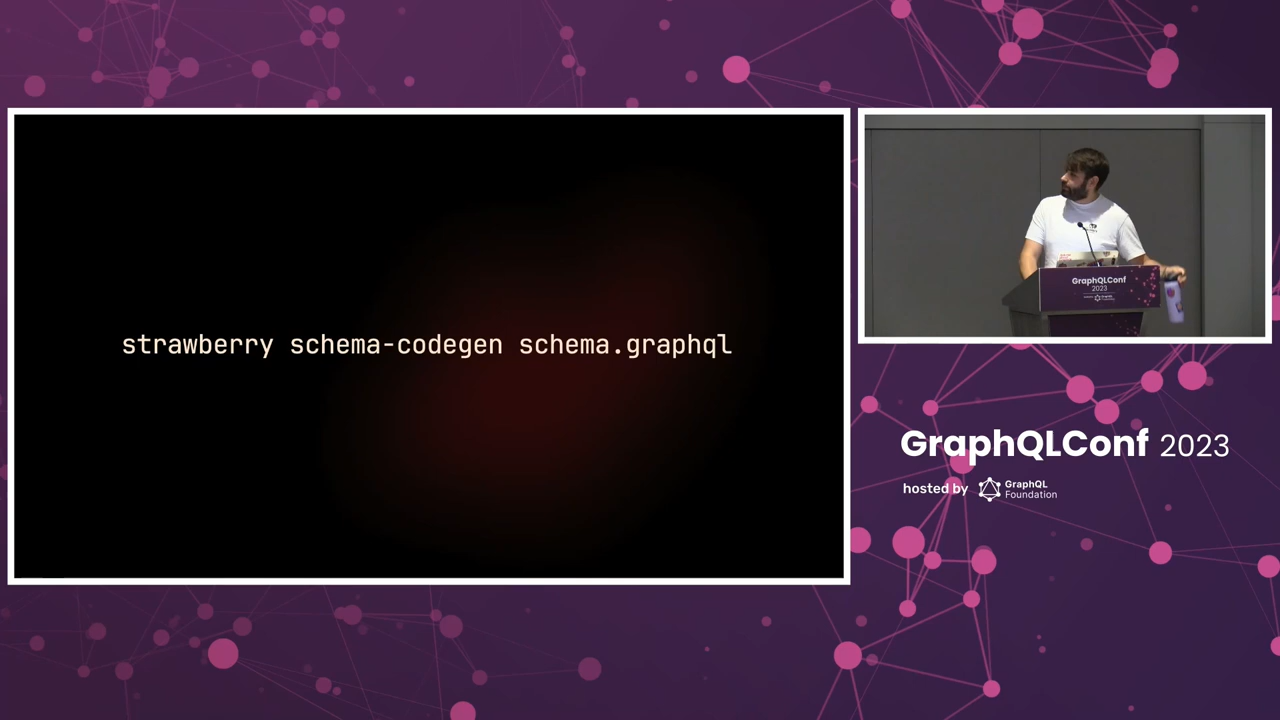 strawberry schema-codegen schema.graphql
GraphQLConf
2023
GraphQLConf 2023
hosted by GraphQL Foundation